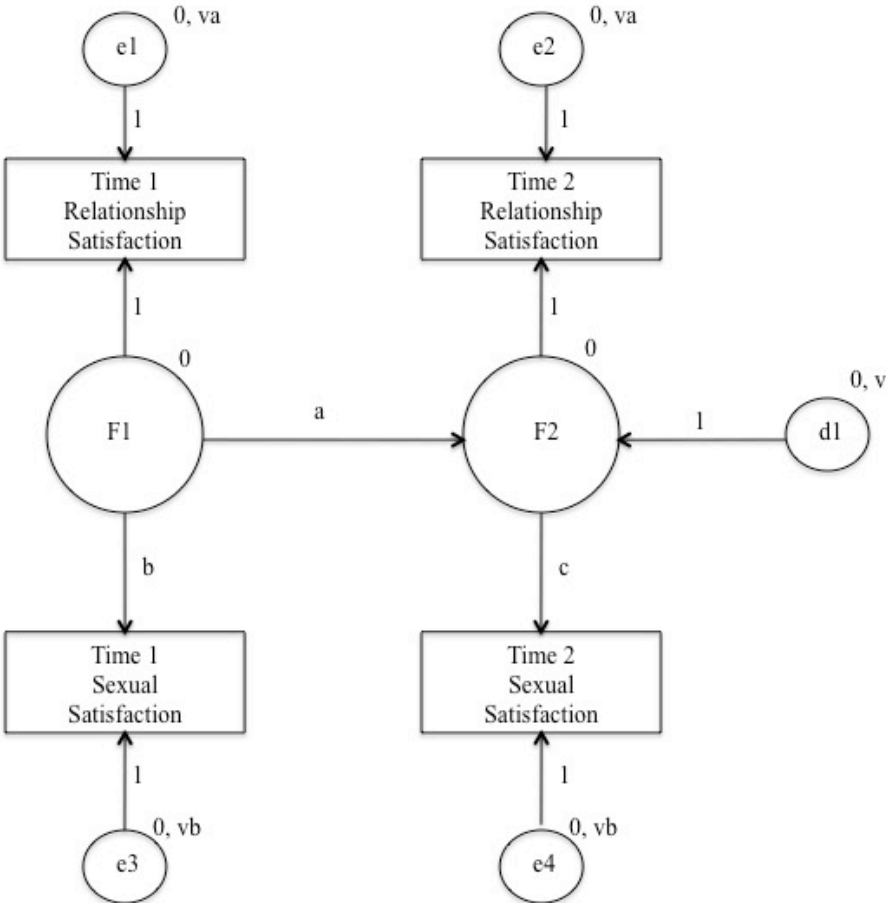 0, va
e1
1
Time 1
Relationship
Satisfaction
1
0
F1
a
b
Time 1
Sexual
Satisfaction
1
0, vb
e3
0, va
e2
1
Time 2
Relationship
Satisfaction
1
0
F2
1
0, v
d1
c
Time 2
Sexual
Satisfaction
1
0, vb
e4